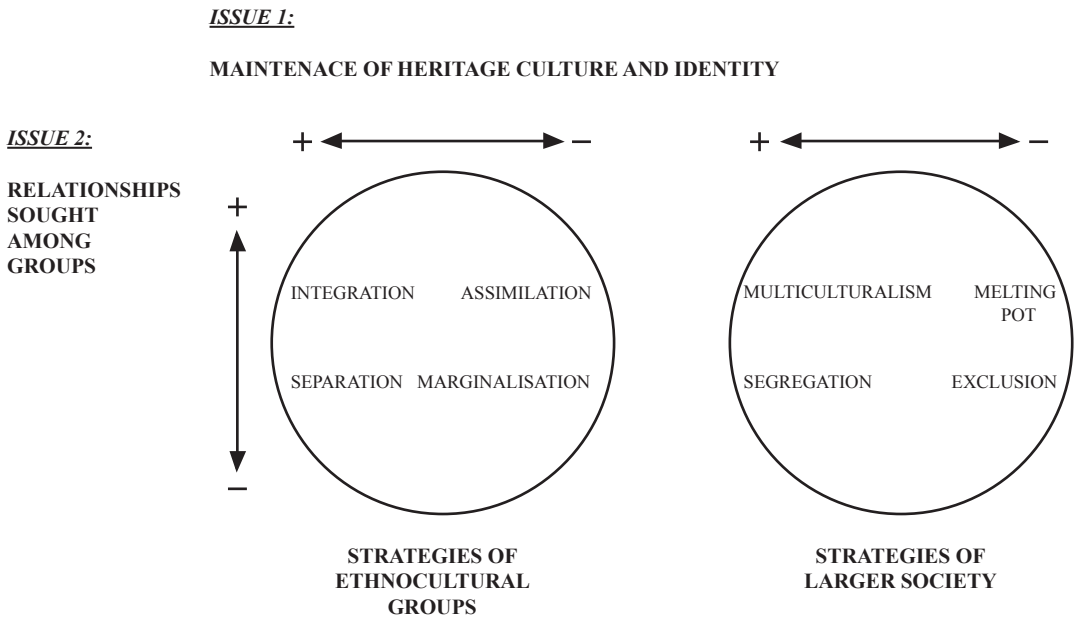 ISSUE 1:
MAINTENACE OF HERITAGE CULTURE AND IDENTITY
ISSUE 2:
RELATIONSHIPS
SOUGHT
AMONG
GROUPS
+ −
+ −
+
−
INTEGRATION ASSIMILATION
SEPARATION MARGINALISATION
MULTICULTURALISM MELTING
POT
SEGREGATION EXCLUSION
STRATEGIES OF
ETHNOCULTURAL
GROUPS
STRATEGIES OF
LARGER SOCIETY